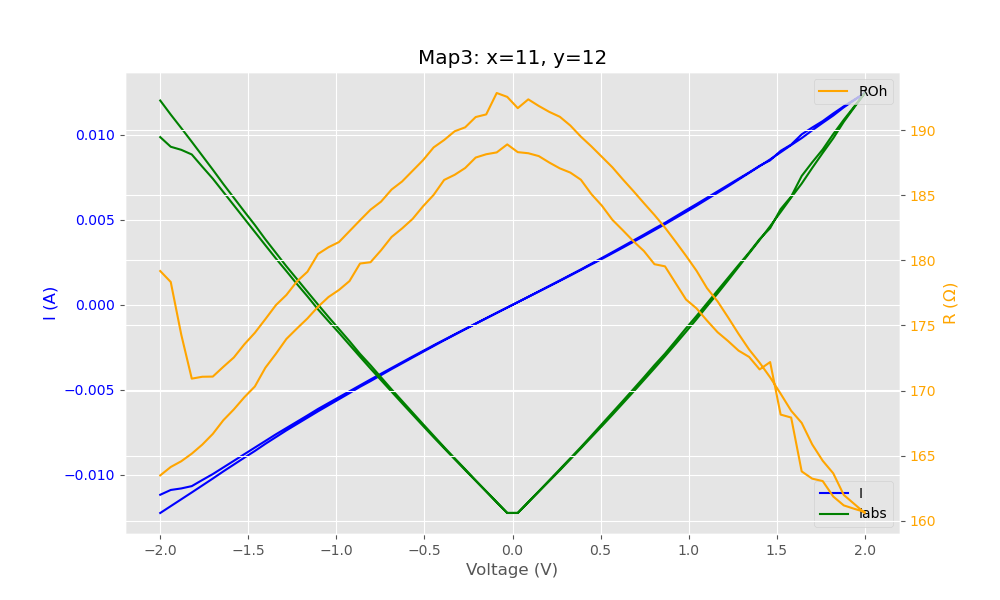 Map3: x=11, y=12
ROh
0.010
0.005
0.000
−0.005
−0.010
I (A)
190
185
180
175
170
165
160
R (Ω)
I
Iabs
−2.0 −1.5 −1.0 −0.5 0.0 0.5 1.0 1.5 2.0
Voltage (V)